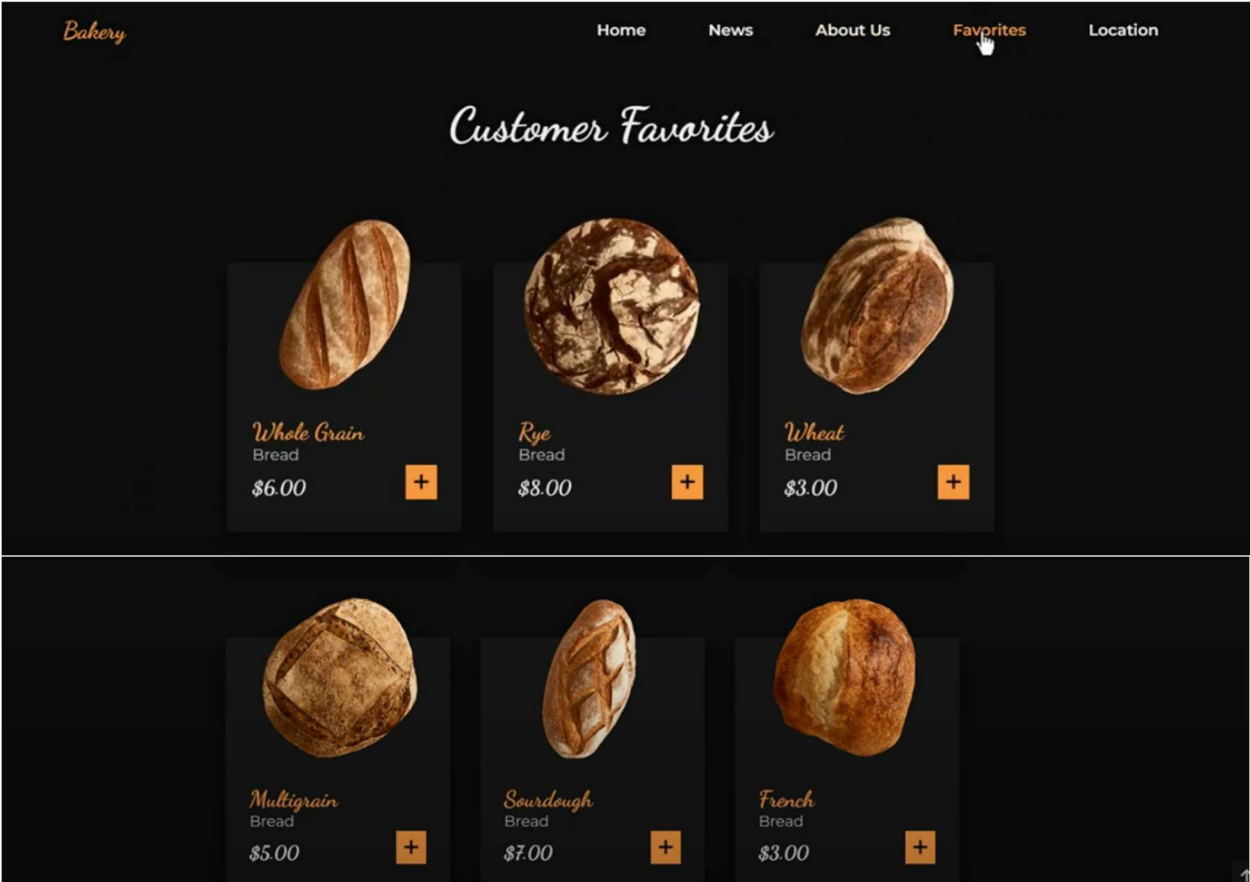 Bakery
Home News About Us Favorites Location
Customer Favorites
Whole Grain
Bread
$6.00 +
Rye
Bread
$8.00 +
Wheat
Bread
$3.00 +
Multigrain
Bread
$5.00 +
Sourdough
Bread
$7.00 +
French
Bread
$3.00 +